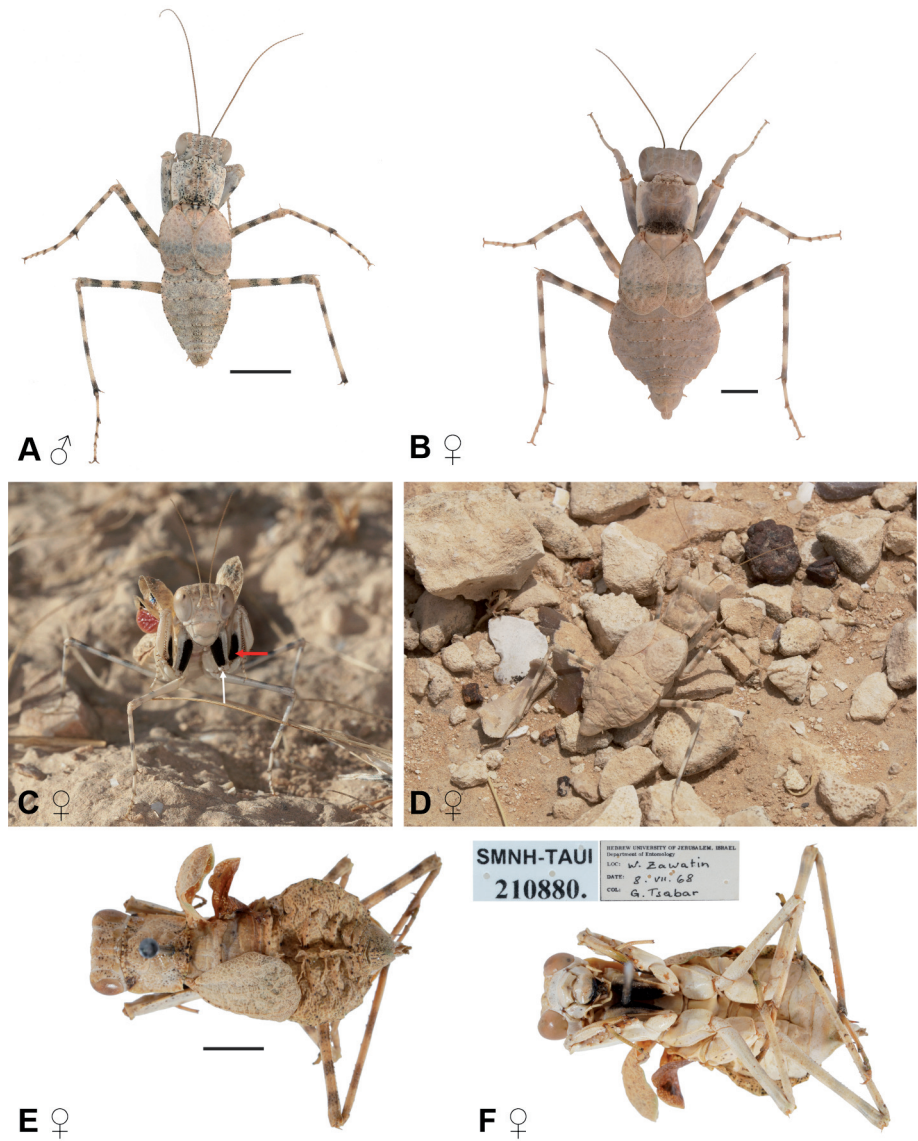 A ♂
B ♀
C ♀
D ♀
SMNH-TAUI
210880.
HEBREW UNIVERSITY OF JERUSALEM, ISRAEL
Department of Entomology
LOC: W. Zawatin
DATE: 8. VII. 68
COL: G. Tsabar
E ♀
F ♀